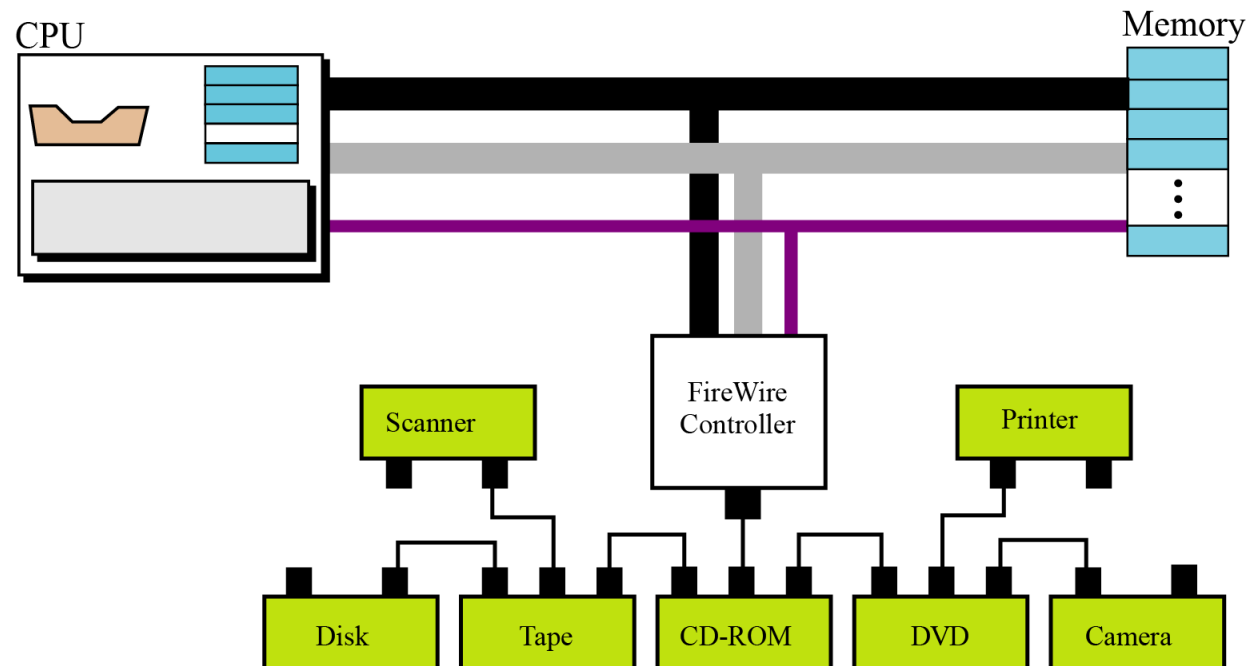 CPU
Memory
FireWire
Controller
Scanner
Printer
Disk
Tape
CD-ROM
DVD
Camera